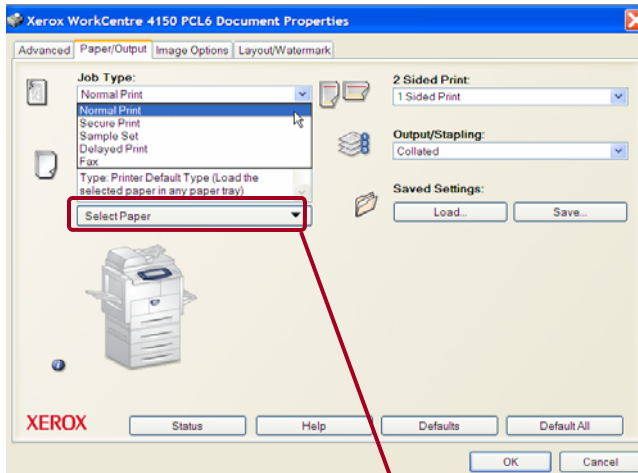 Xerox WorkCentre 4150 PCL6 Document Properties
Advanced
Paper/Output
Image Options
Layout/Watermark
Job Type:
Normal Print
Normal Print
Secure Print
Sample Set
Delayed Print
Fax
Type: Printer Default Type (Load the
selected paper in any paper tray)
Select Paper
2 Sided Print:
1 Sided Print
Output/Stapling:
Collated
Saved Settings:
Load...
Save...
XEROX
Status
Help
Defaults
Default All
OK
Cancel